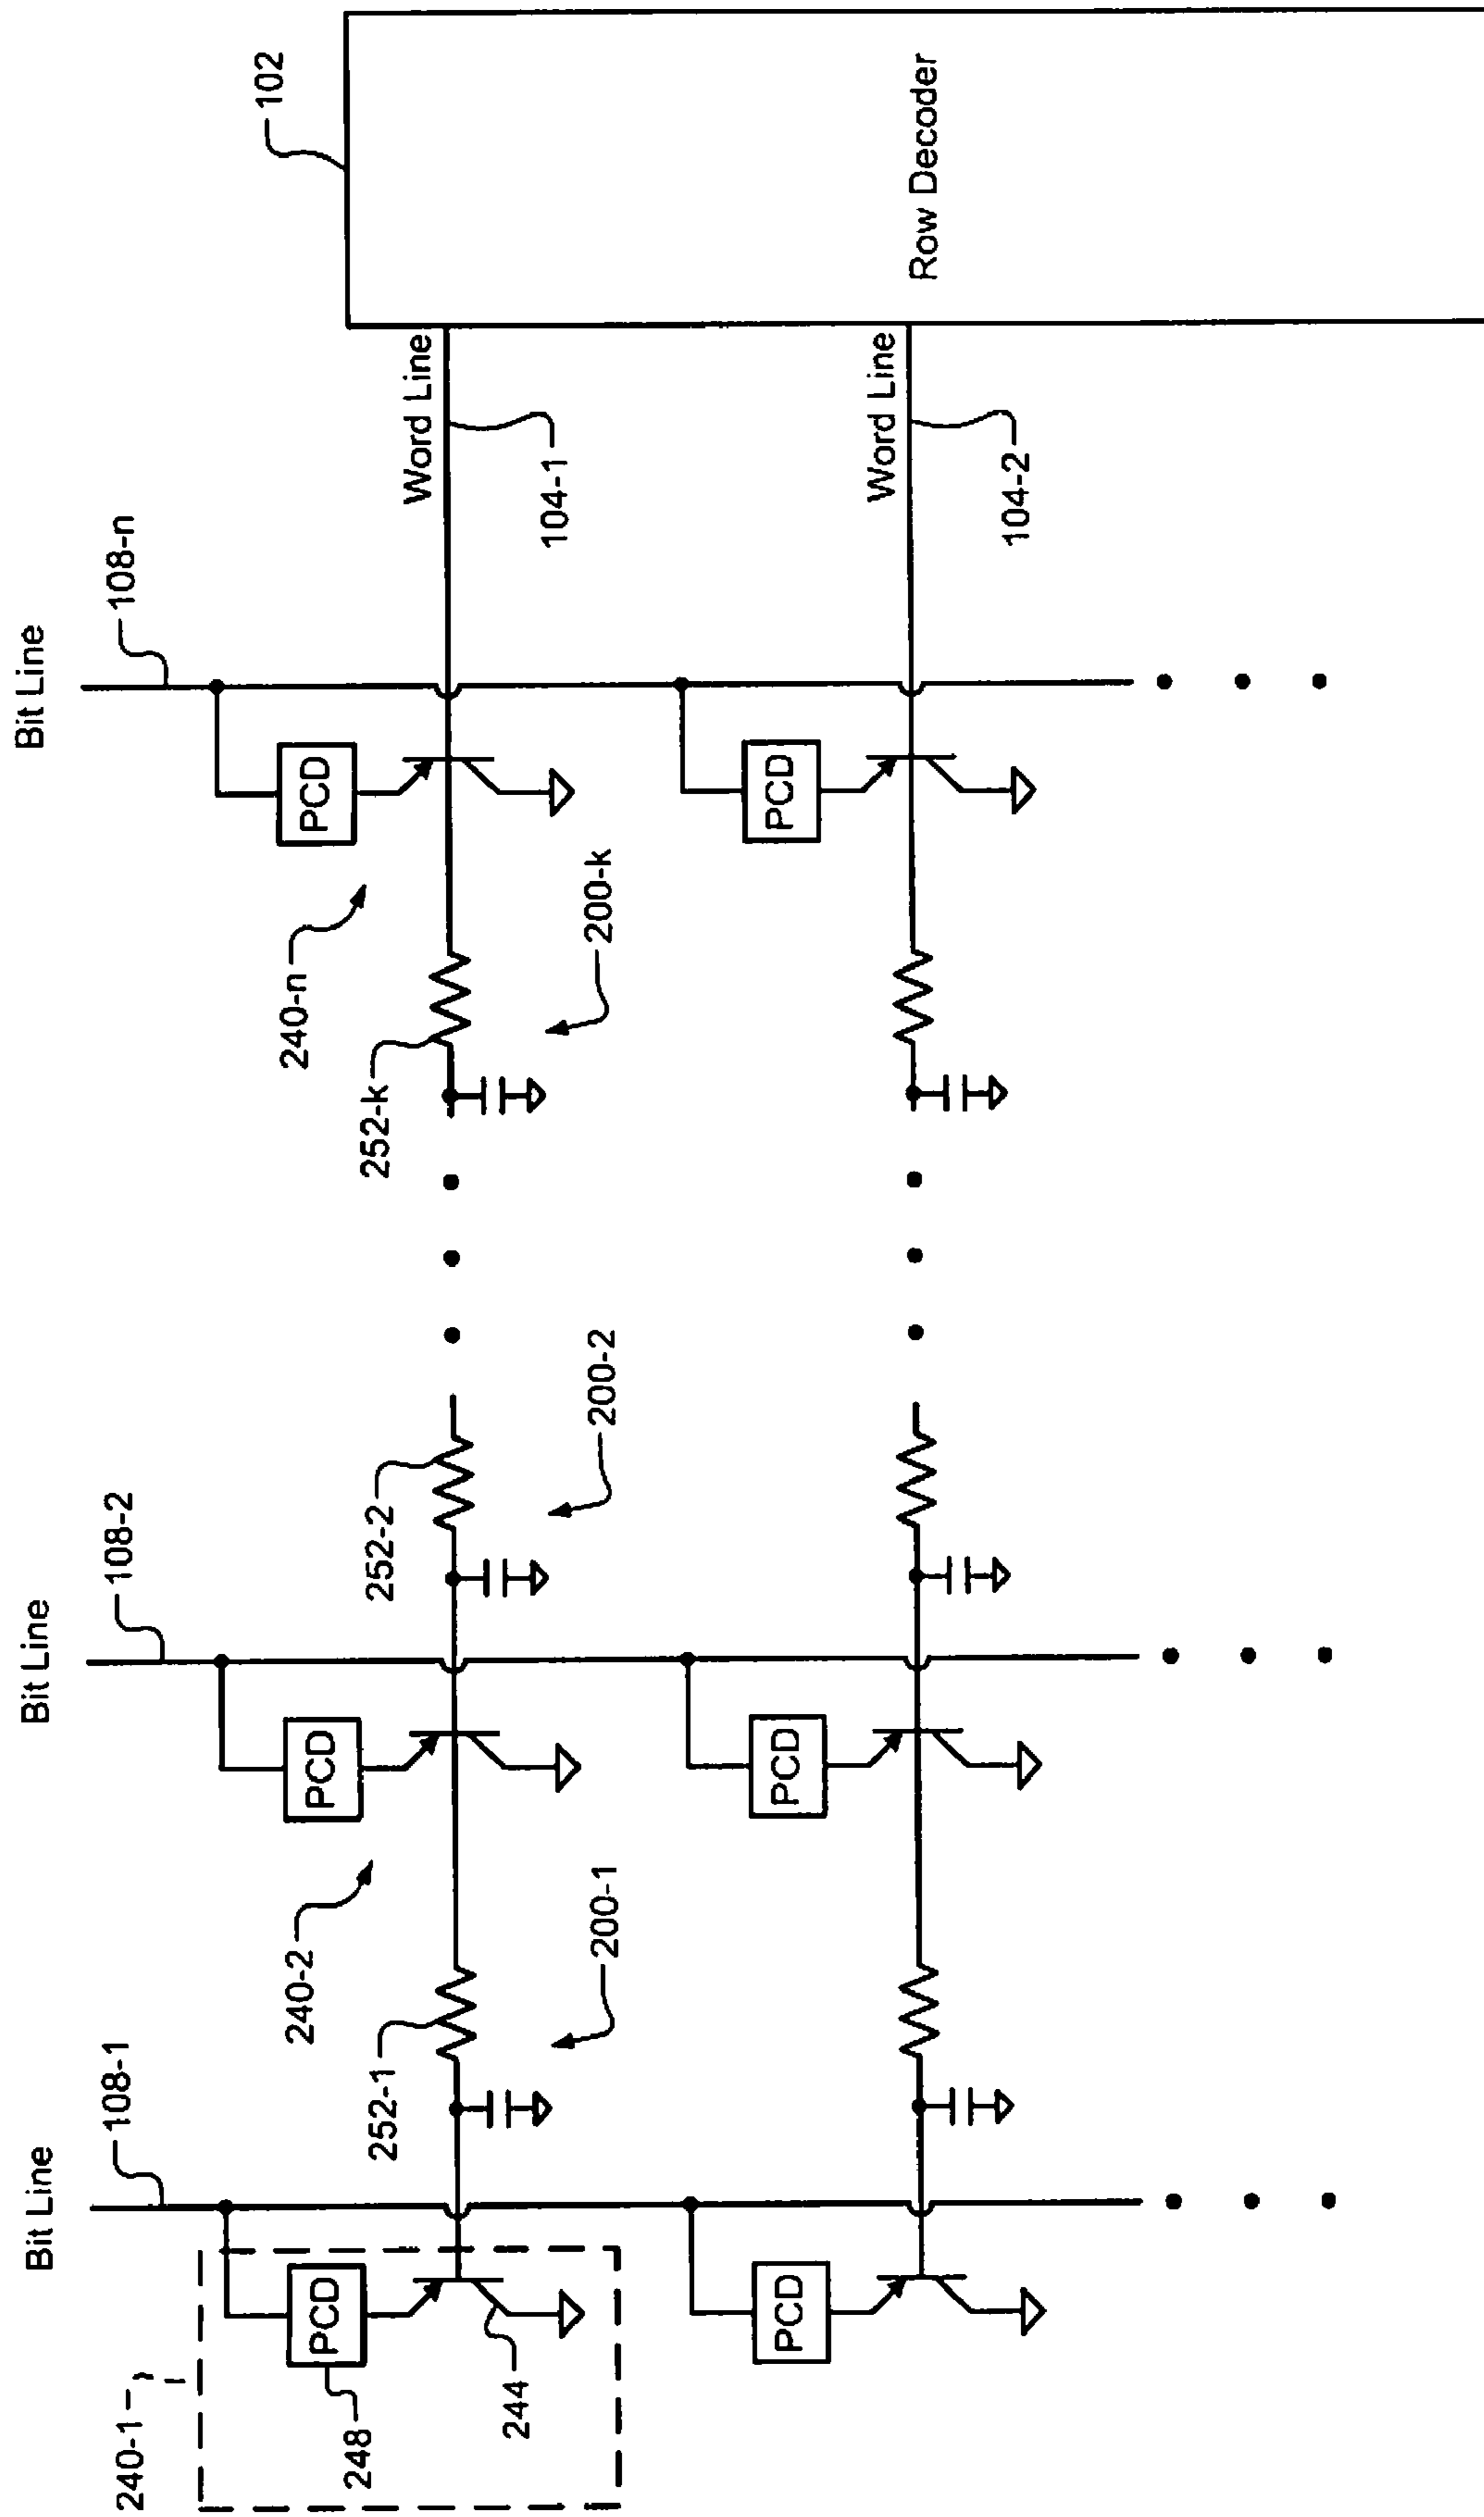 Bit Line
Bit Line
Bit Line
108-1
108-2
108-n
102
240-1
248
PCD
244
252-1
200-1
240-2
PCD
252-2
200-2
252-k
200-k
240-n
PCD
Word Line
104-1
PCD
PCD
PCD
Word Line
104-2
Row Decoder